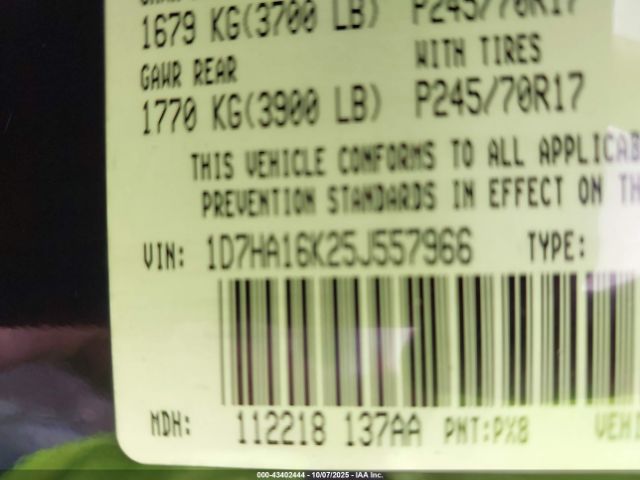 1679 KG(3700 LB) P245/70R17
GAWR REAR WITH TIRES
1770 KG(3900 LB) P245/70R17
THIS VEHICLE CONFORMS TO ALL APPLICAB
PREVENTION STANDARDS IN EFFECT ON TH
VIN: 1D7HA16K25J557966 TYPE:
MDH: 112218 137AA PNT:PX8 VEHI
000-43402444 - 10/07/2025 - IAA Inc.